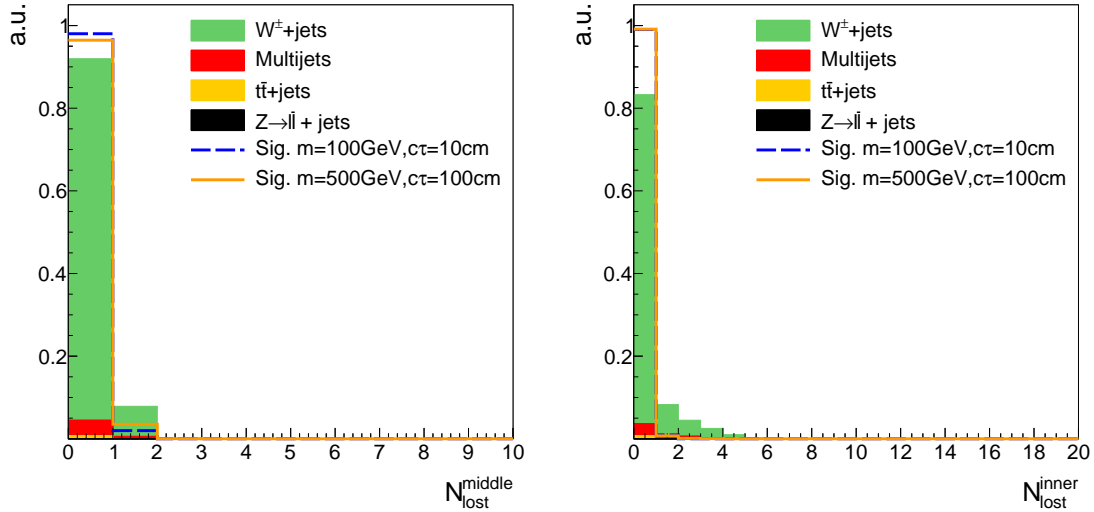 a.u.
1
0.8
0.6
0.4
0.2
W±+jets
Multijets
tt̄+jets
Z→ll̄ + jets
Sig. m=100GeV,cτ=10cm
Sig. m=500GeV,cτ=100cm
0 1 2 3 4 5 6 7 8 9 10
N^middle_lost
a.u.
1
0.8
0.6
0.4
0.2
W±+jets
Multijets
tt̄+jets
Z→ll̄ + jets
Sig. m=100GeV,cτ=10cm
Sig. m=500GeV,cτ=100cm
0 2 4 6 8 10 12 14 16 18 20
N^inner_lost